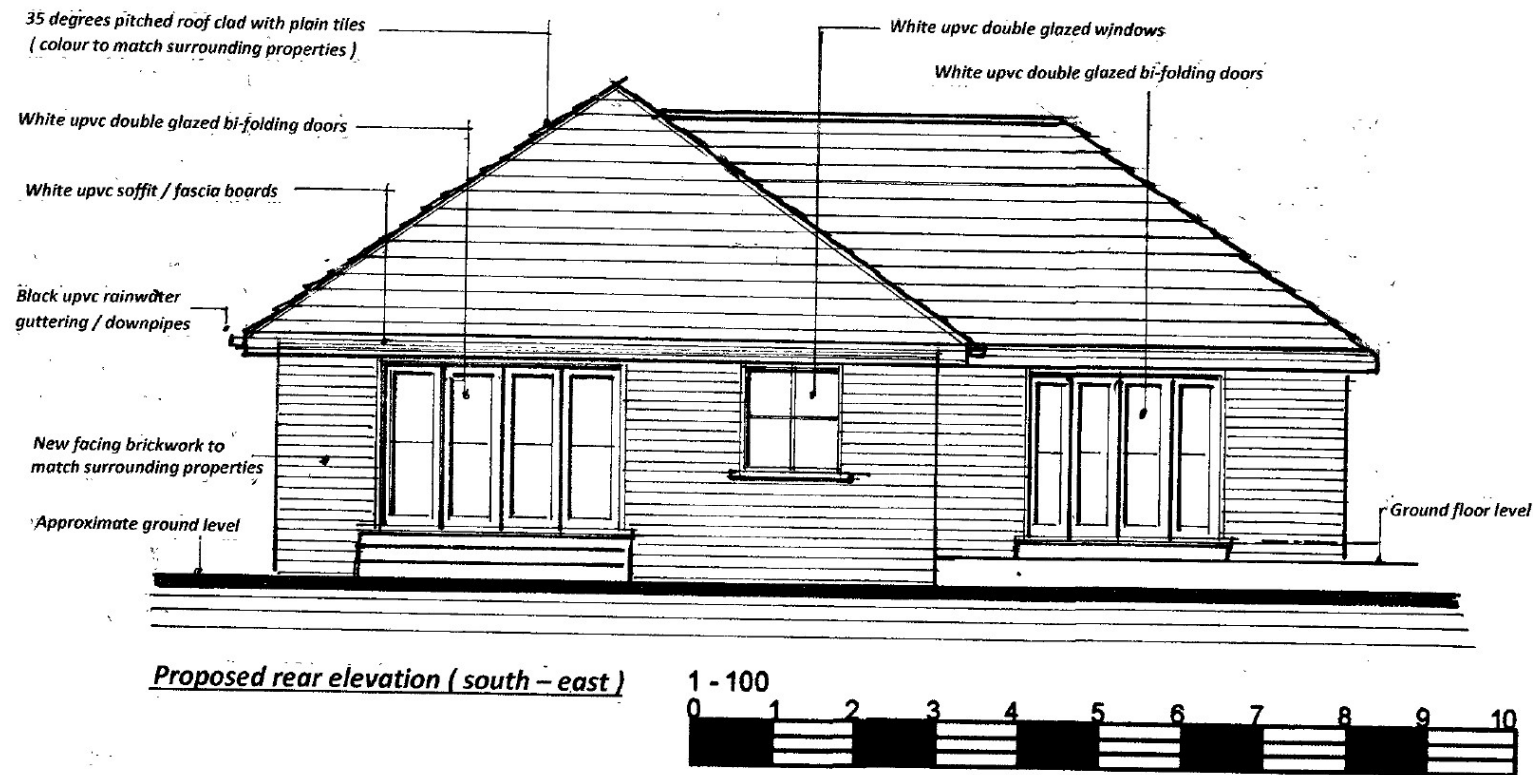 35 degrees pitched roof clad with plain tiles
( colour to match surrounding properties )
White upvc double glazed windows
White upvc double glazed bi-folding doors
White upvc double glazed bi-folding doors
White upvc soffit / fascia boards
Black upvc rainwater
guttering / downpipes
New facing brickwork to
match surrounding properties
Approximate ground level
Ground floor level
Proposed rear elevation ( south – east )
1 - 100
0 1 2 3 4 5 6 7 8 9 10